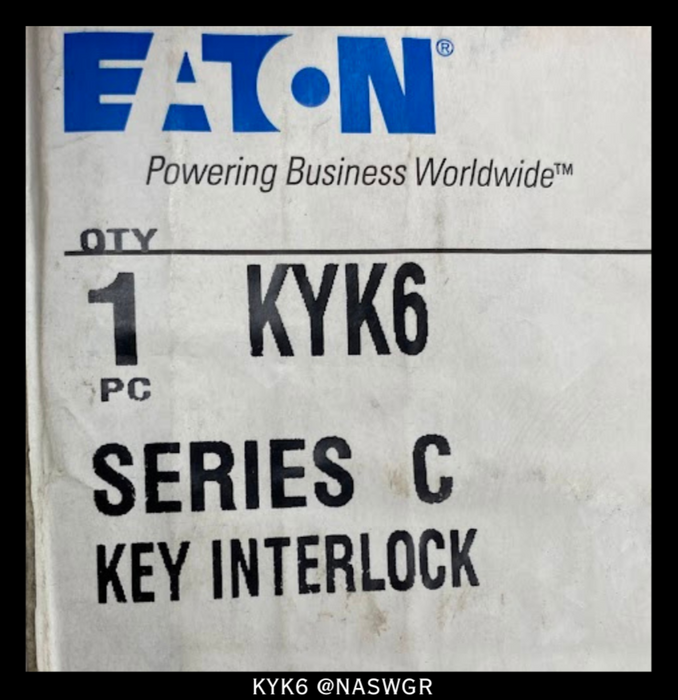 EATON®
Powering Business Worldwide™
QTY
1 KYK6
PC
SERIES C
KEY INTERLOCK
KYK6 @NASWGR